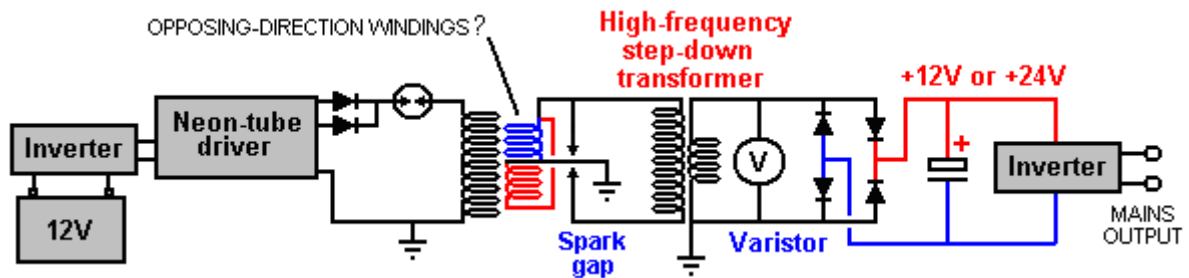 OPPOSING-DIRECTION WINDINGS ?
High-frequency
step-down
transformer
+12V or +24V
Neon-tube
driver
Inverter
12V
V
+
Inverter
MAINS
OUTPUT
Spark
gap
Varistor